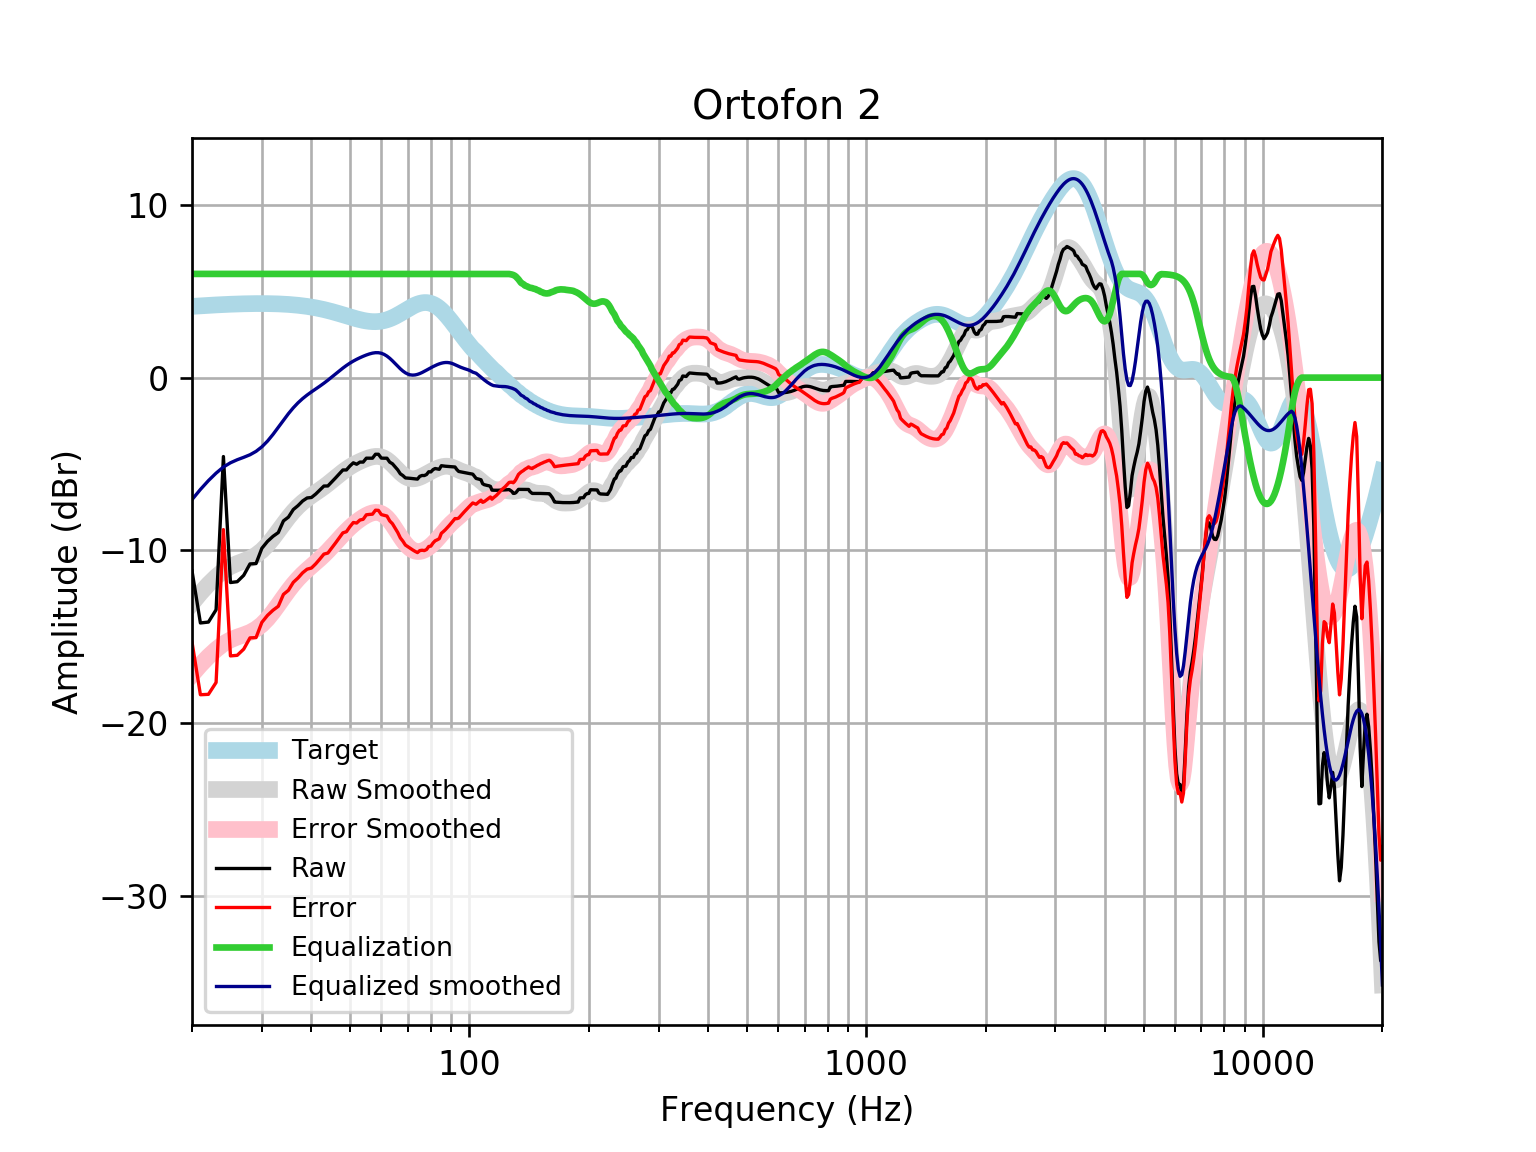 Ortofon 2
Amplitude (dBr)
10
0
−10
−20
−30
Target
Raw Smoothed
Error Smoothed
Raw
Error
Equalization
Equalized smoothed
100
1000
10000
Frequency (Hz)